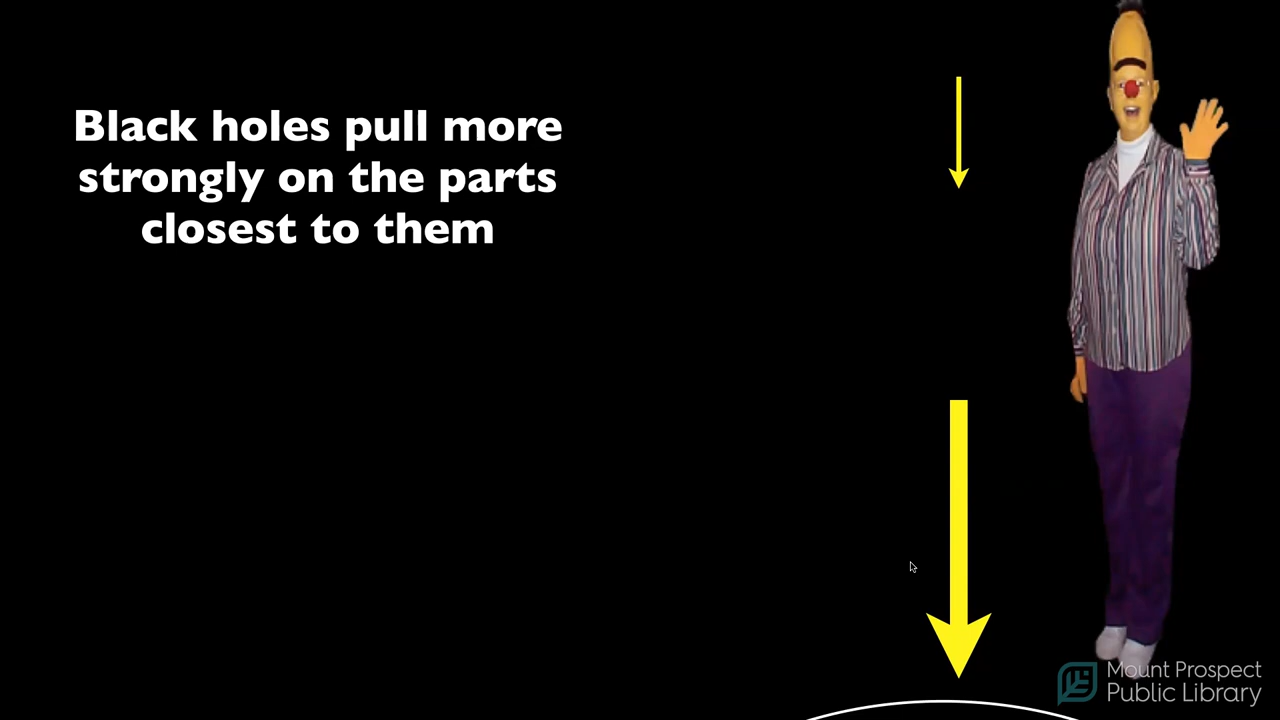 Black holes pull more
strongly on the parts
closest to them
Mount Prospect
Public Library